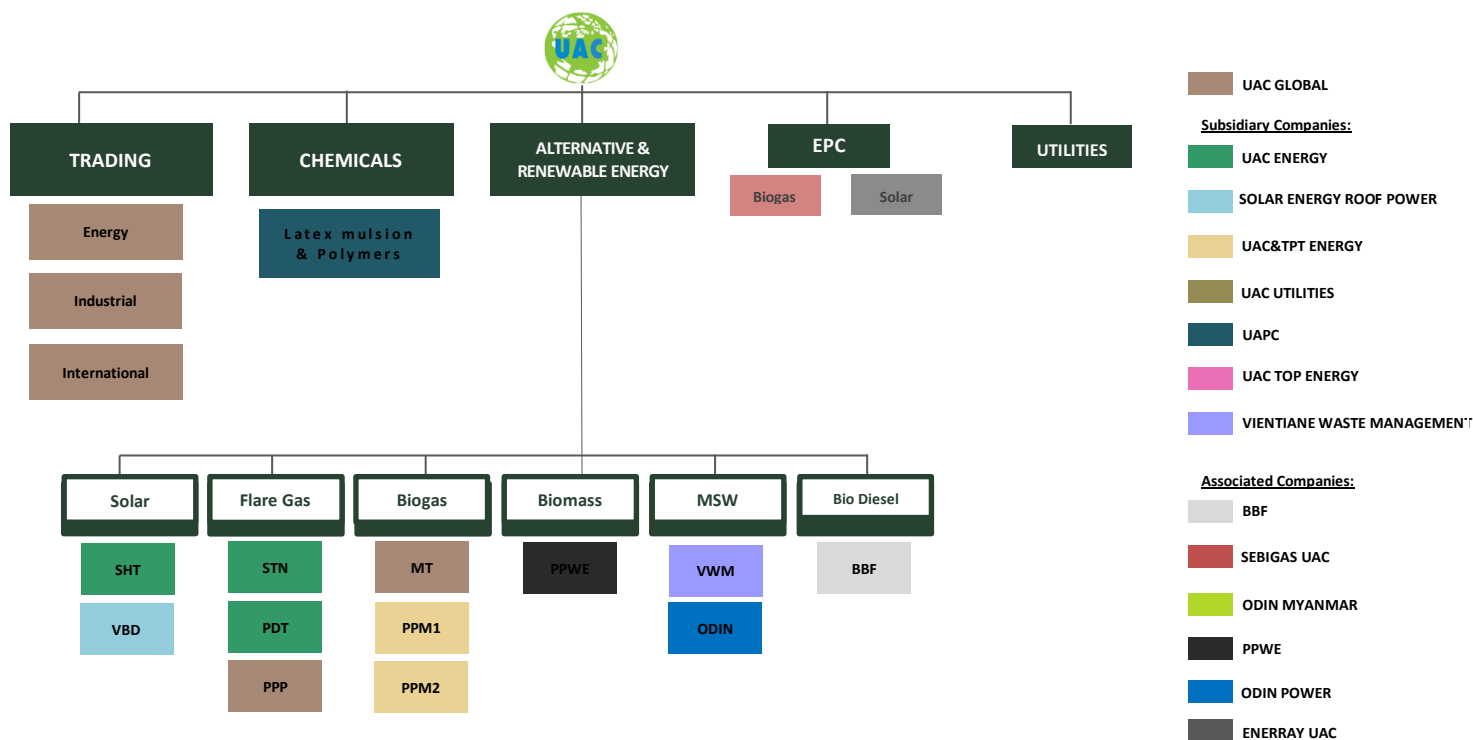 UAC
TRADING
CHEMICALS
ALTERNATIVE &
RENEWABLE ENERGY
EPC
UTILITIES
Energy
Industrial
International
Latex mulsion
& Polymers
Biogas
Solar
Solar
Flare Gas
Biogas
Biomass
MSW
Bio Diesel
SHT
STN
MT
PPWE
VWM
BBF
VBD
PDT
PPM1
ODIN
PPP
PPM2
UAC GLOBAL
Subsidiary Companies:
UAC ENERGY
SOLAR ENERGY ROOF POWER
UAC&TPT ENERGY
UAC UTILITIES
UAPC
UAC TOP ENERGY
VIENTIANE WASTE MANAGEMENT
Associated Companies:
BBF
SEBIGAS UAC
ODIN MYANMAR
PPWE
ODIN POWER
ENERRAY UAC